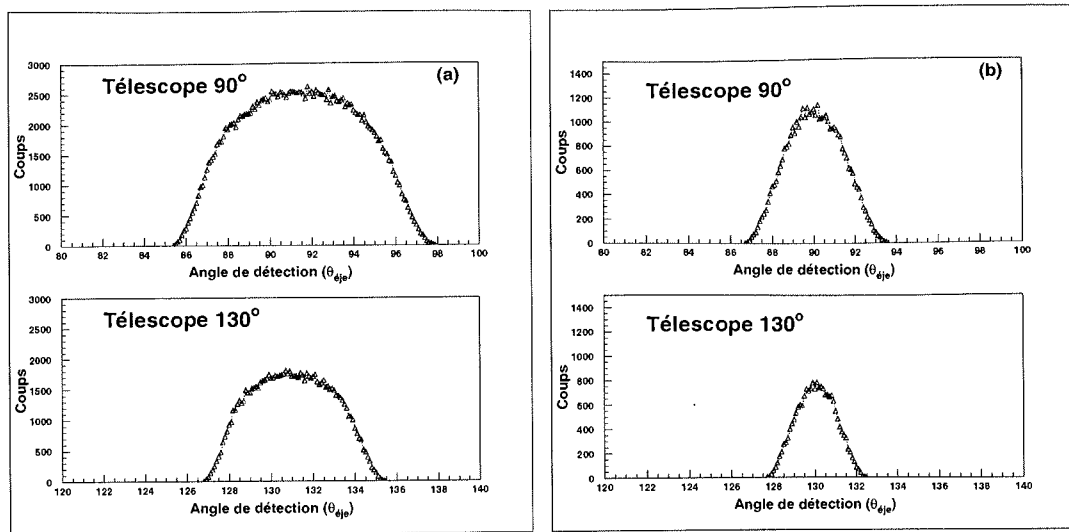 Télescope 90°
(a)
3000
2500
2000
1500
1000
500
0
Coups
80 82 84 86 88 90 92 94 96 98 100
Angle de détection (θéje)
Télescope 130°
3000
2500
2000
1500
1000
500
0
Coups
120 122 124 126 128 130 132 134 136 138 140
Angle de détection (θéje)
Télescope 90°
(b)
1400
1200
1000
800
600
400
200
0
Coups
80 82 84 86 88 90 92 94 96 98 100
Angle de détection (θéje)
Télescope 130°
1400
1200
1000
800
600
400
200
0
Coups
120 122 124 126 128 130 132 134 136 138 140
Angle de détection (θéje)